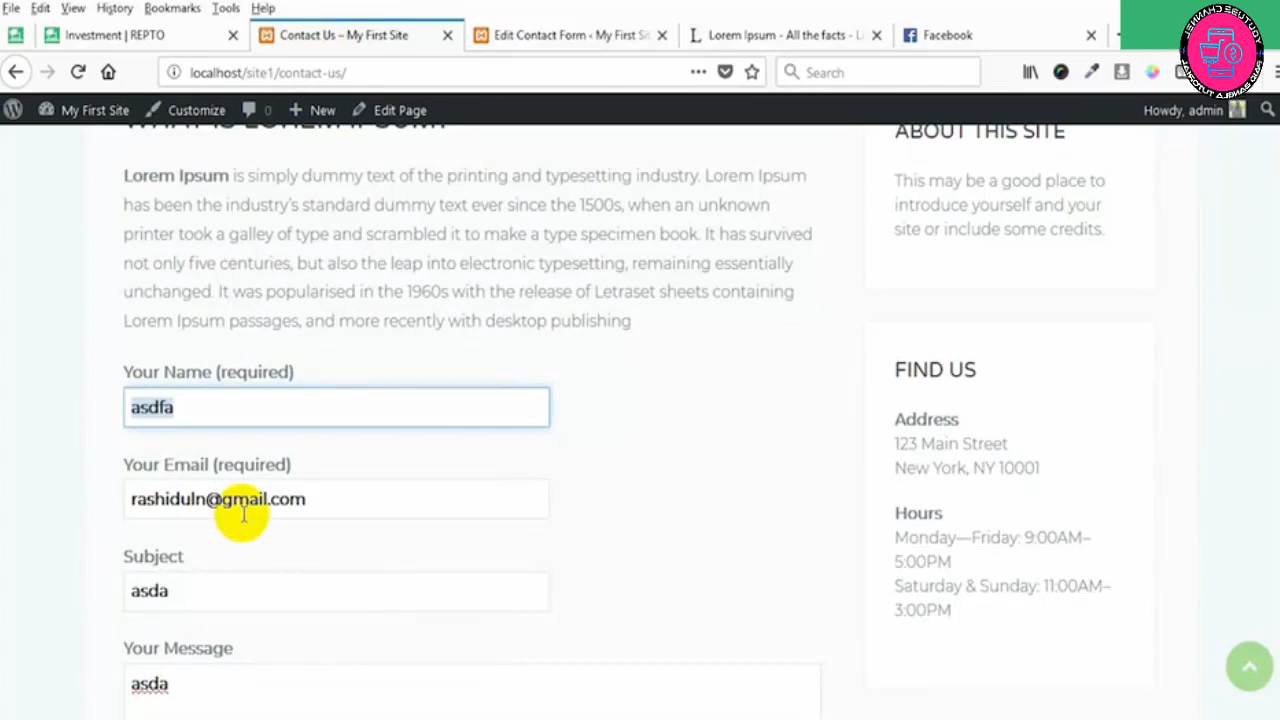 File Edit View History Bookmarks Tools Help
Investment | REPTO
Contact Us – My First Site
Edit Contact Form ‹ My First Si
Lorem Ipsum - All the facts - L
Facebook
localhost/site1/contact-us/
Search
My First Site Customize 0 New Edit Page
Howdy, admin
ABOUT THIS SITE
Lorem Ipsum is simply dummy text of the printing and typesetting industry. Lorem Ipsum
has been the industry's standard dummy text ever since the 1500s, when an unknown
printer took a galley of type and scrambled it to make a type specimen book. It has survived
not only five centuries, but also the leap into electronic typesetting, remaining essentially
unchanged. It was popularised in the 1960s with the release of Letraset sheets containing
Lorem Ipsum passages, and more recently with desktop publishing
This may be a good place to
introduce yourself and your
site or include some credits.
Your Name (required)
asdfa
Your Email (required)
rashiduln@gmail.com
Subject
asda
Your Message
asda
FIND US
Address
123 Main Street
New York, NY 10001
Hours
Monday—Friday: 9:00AM–
5:00PM
Saturday & Sunday: 11:00AM–
3:00PM